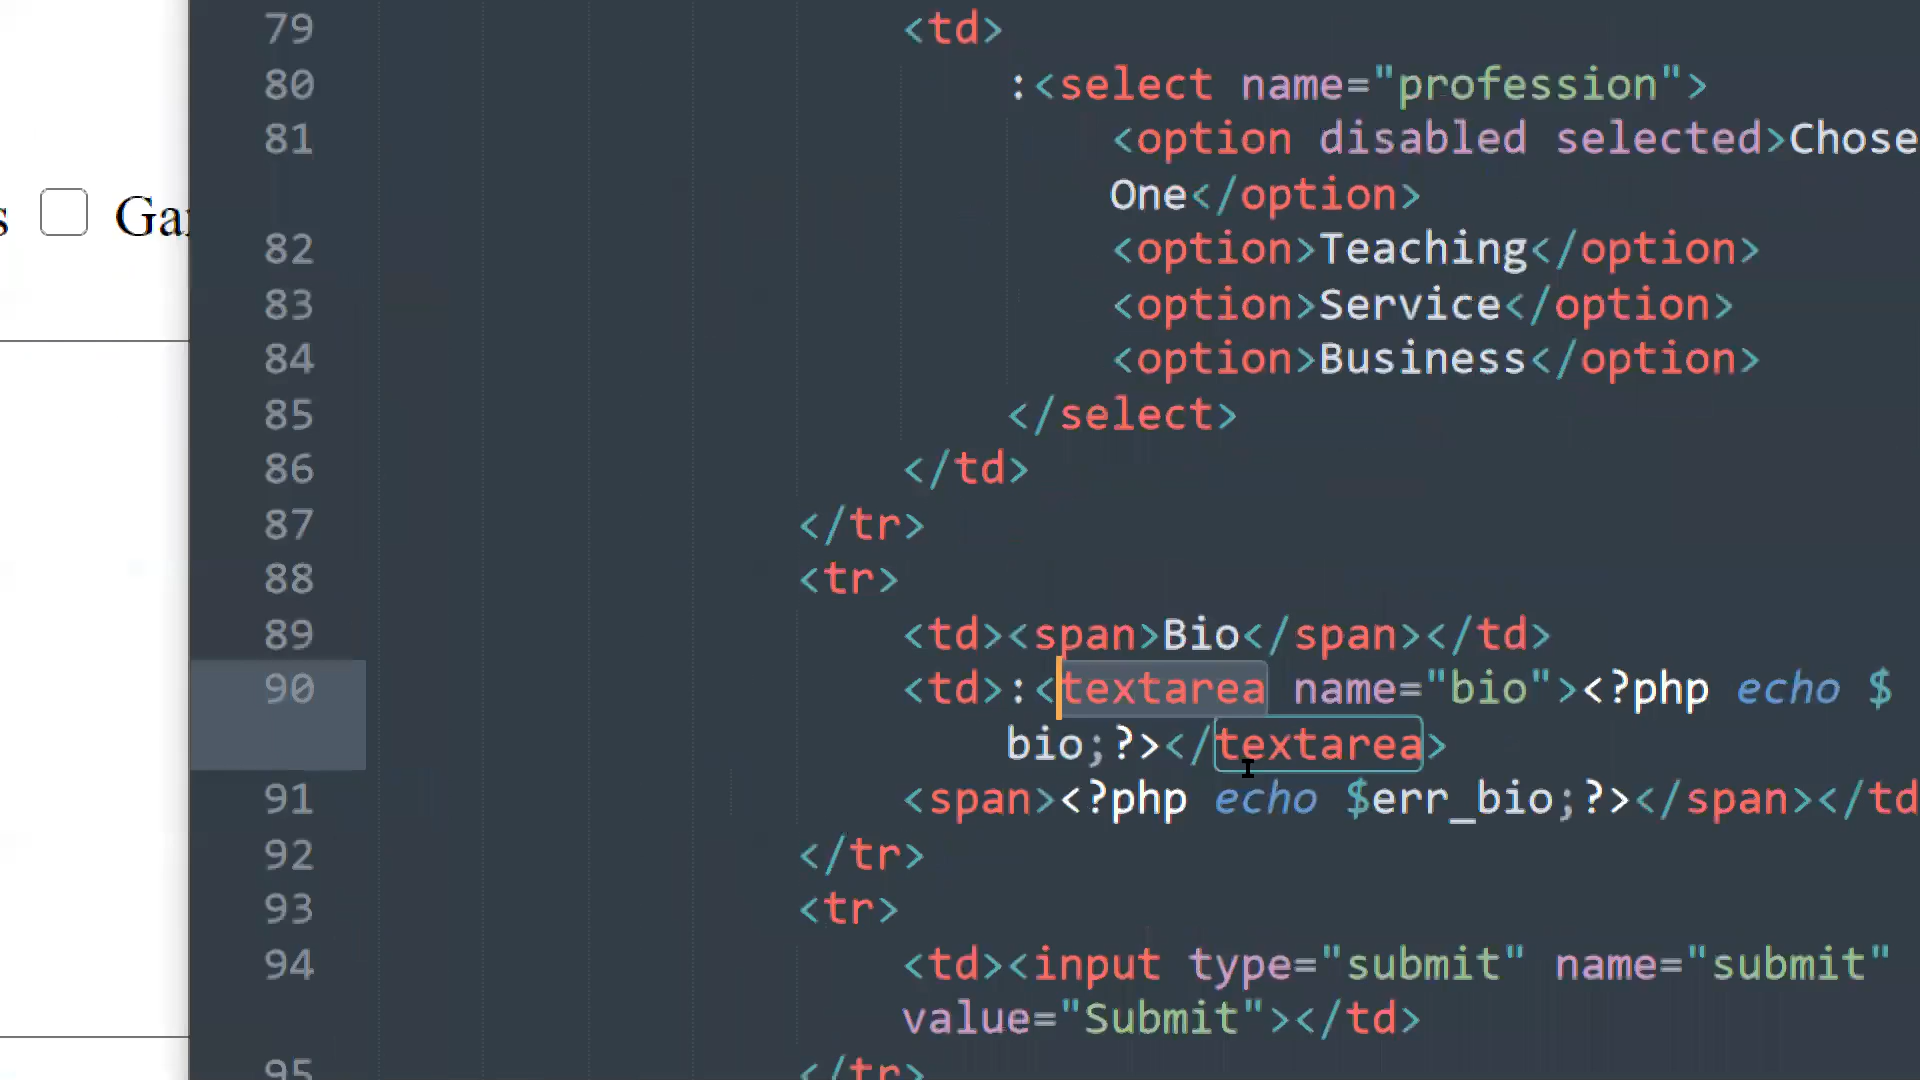 79 <td>
80 :<select name="profession">
81 <option disabled selected>Chose
One</option>
s Gar
82 <option>Teaching</option>
83 <option>Service</option>
84 <option>Business</option>
85 </select>
86 </td>
87 </tr>
88 <tr>
89 <td><span>Bio</span></td>
90 <td>:<textarea name="bio"><?php echo $
bio;?></textarea>
91 <span><?php echo $err_bio;?></span></td
92 </tr>
93 <tr>
94 <td><input type="submit" name="submit"
value="Submit"></td>
95 </tr>